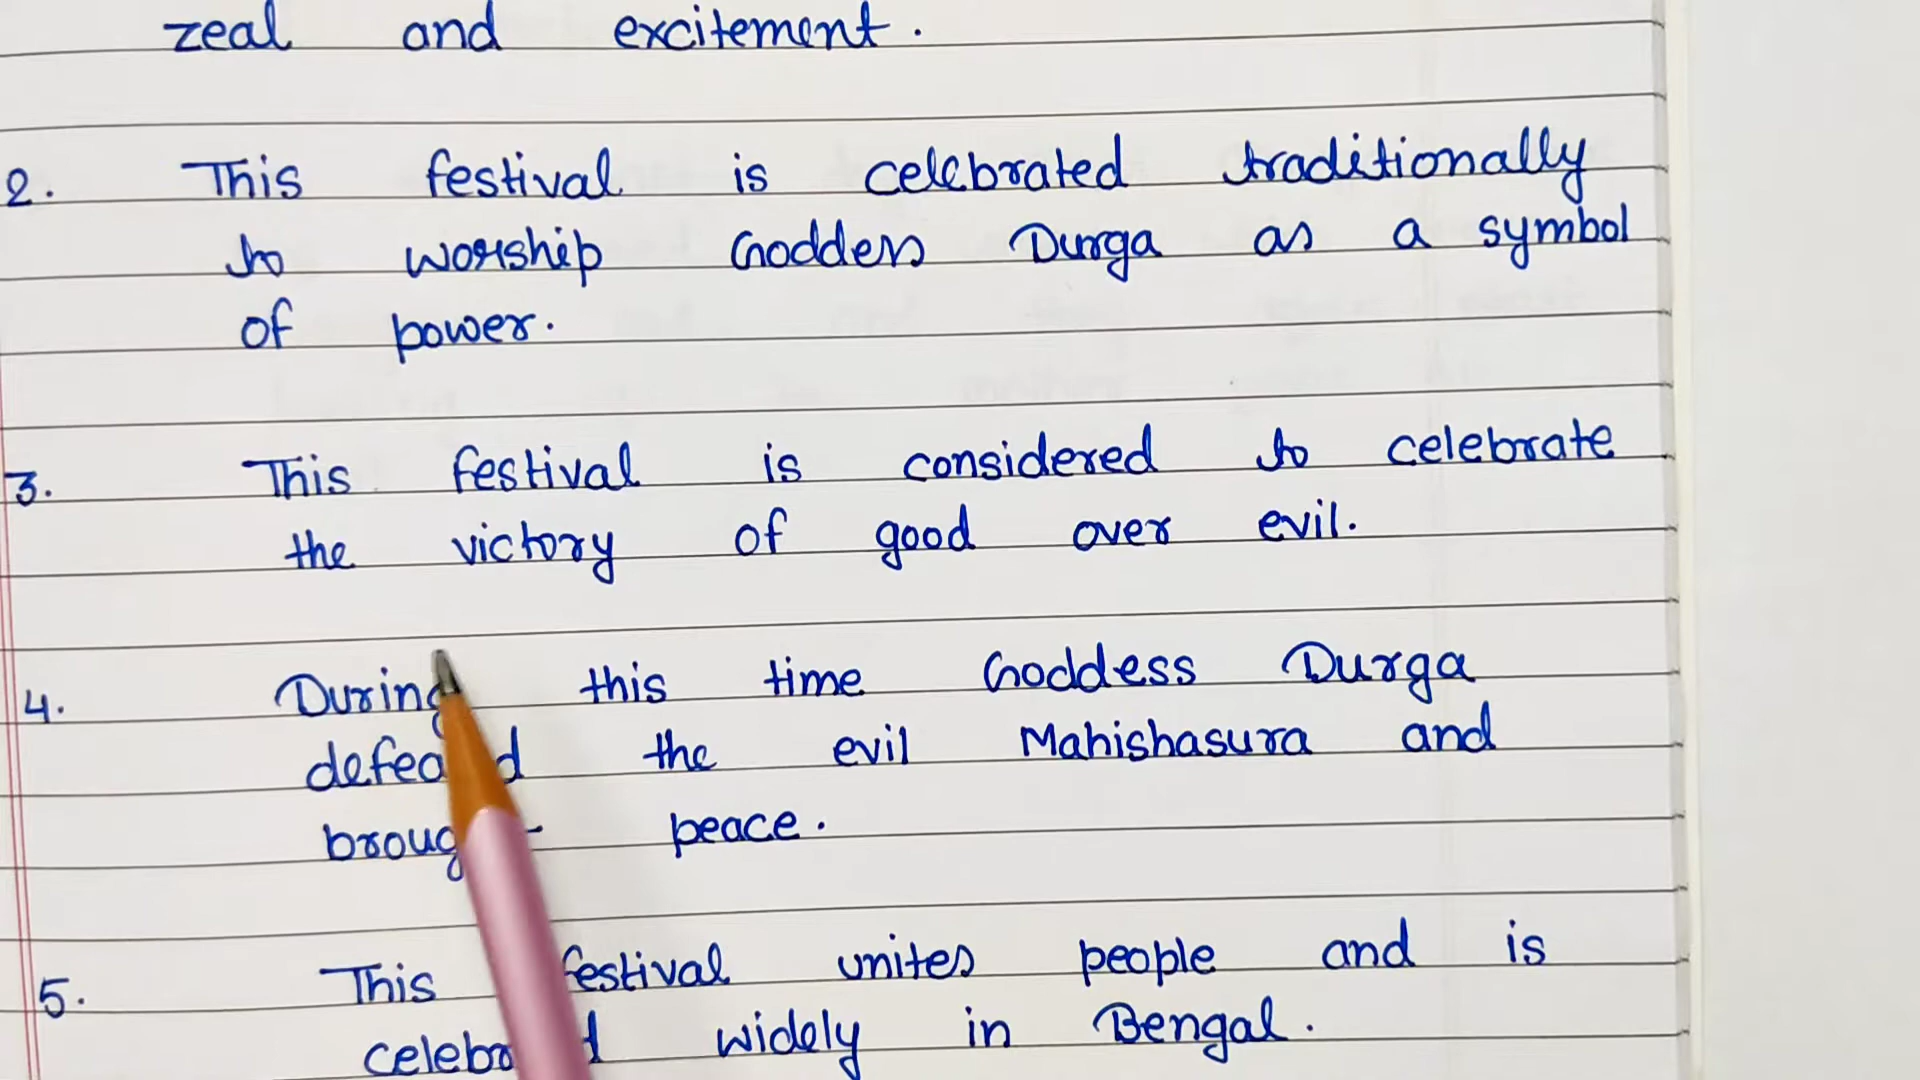 zeal and excitement.
2. This festival is celebrated traditionally
to worship Goddess Durga as a symbol
of power.
3. This festival is considered to celebrate
the victory of good over evil.
4. During this time Goddess Durga
the evil Mahishasura and
peace.
5. This festival unites people and is
widely in Bengal.